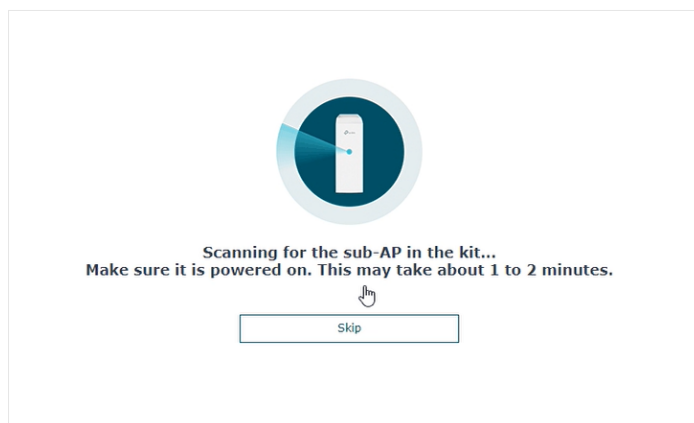 Scanning for the sub-AP in the kit...
Make sure it is powered on. This may take about 1 to 2 minutes.
Skip